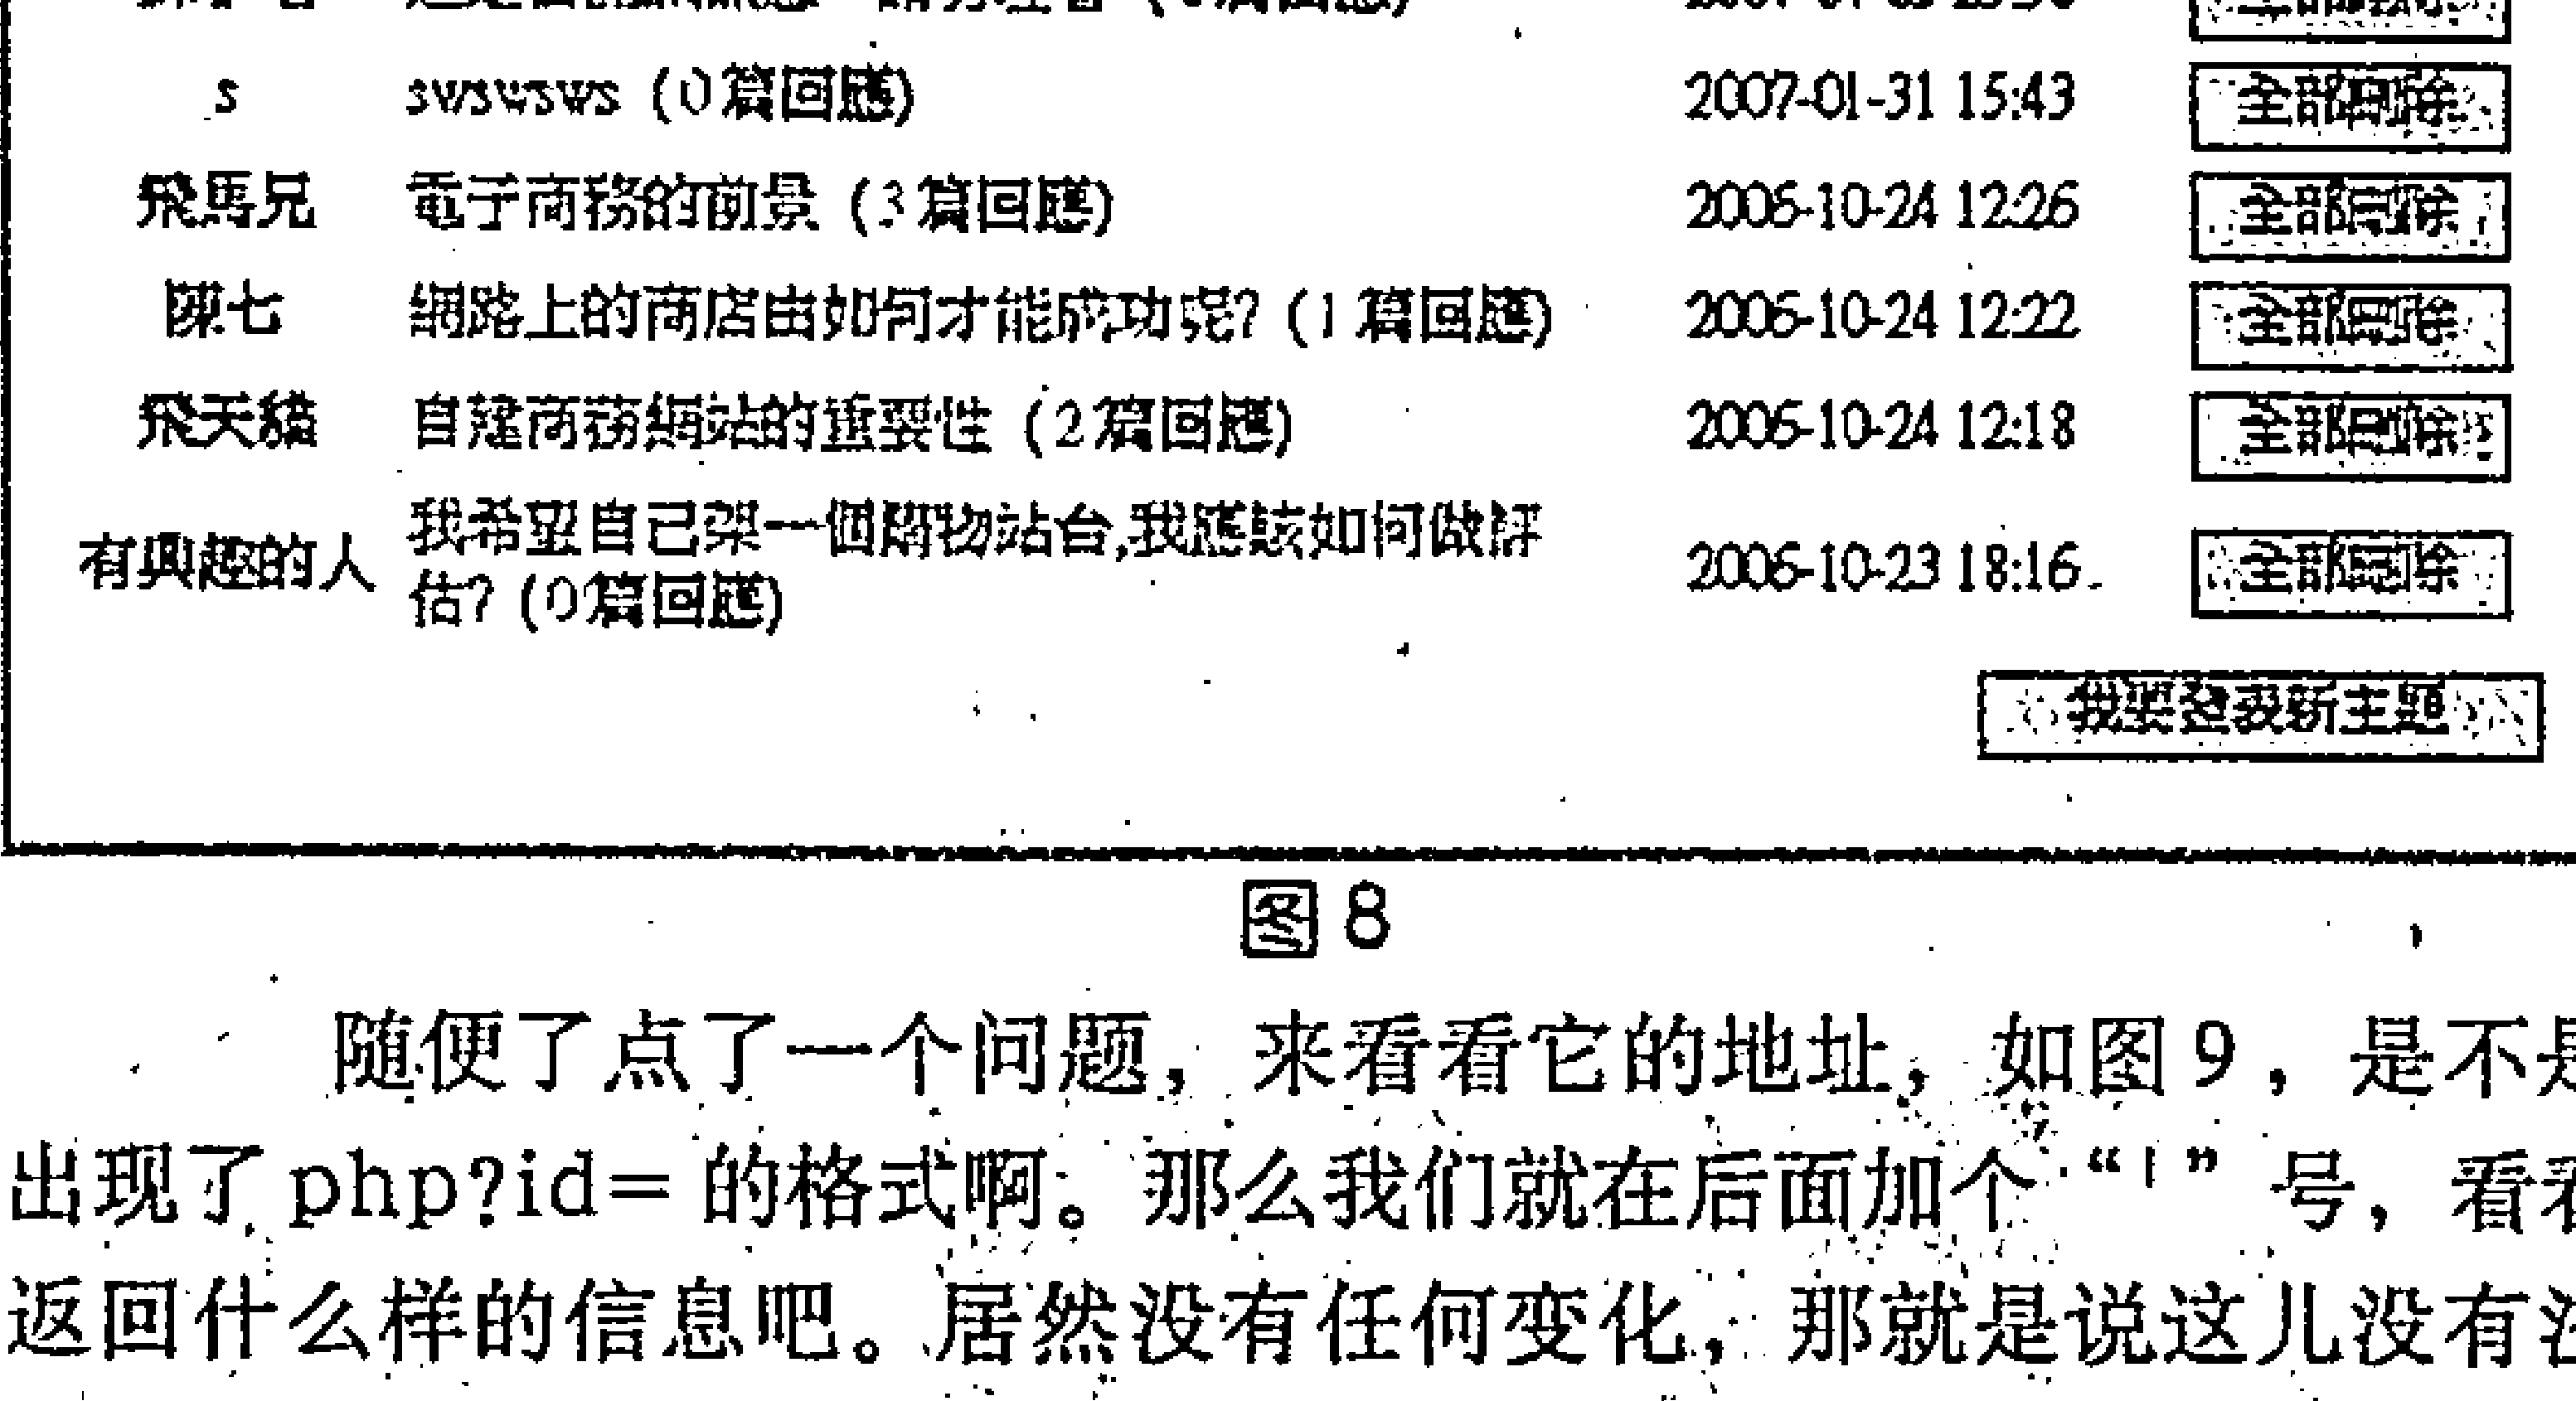 s swswsws (0篇回應) 2007-01-31 15:43 全部刪除
飛馬兄 電子商務的前景 (3篇回應) 2006-10-24 12:26 全部刪除
陳七 網路上的商店由如何才能成功呢? (1篇回應) 2006-10-24 12:22 全部刪除
飛天貓 自建商務網站的重要性 (2篇回應) 2006-10-24 12:18 全部刪除
有興趣的人 我希望自己架一個購物站台,我應該如何做評
估? (0篇回應) 2006-10-23 18:16 全部刪除
我要發表新主題
图8
随便了点了一个问题，来看看它的地址，如图9，是不是
出现了php?id=的格式啊。那么我们就在后面加个“'”号，看看
返回什么样的信息吧。居然没有任何变化，那就是说这儿没有